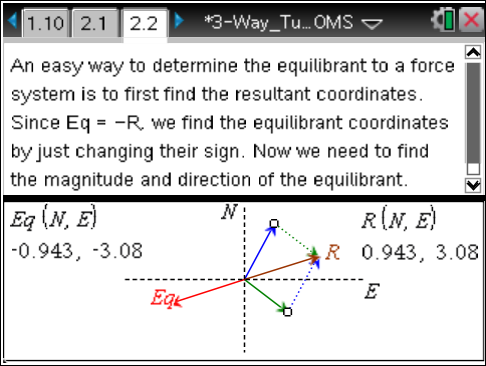 1.10 2.1 2.2 *3-Way_Tu...OMS
An easy way to determine the equilibrant to a force
system is to first find the resultant coordinates.
Since Eq = −R, we find the equilibrant coordinates
by just changing their sign. Now we need to find
the magnitude and direction of the equilibrant.
Eq (N, E) N R (N, E)
-0.943, -3.08 R 0.943, 3.08
Eq E